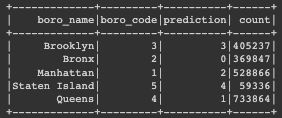 +-------------+---------+----------+------+
|    boro_name|boro_code|prediction| count|
+-------------+---------+----------+------+
|     Brooklyn|        3|         3|405237|
|        Bronx|        2|         0|369847|
|    Manhattan|        1|         2|528866|
|Staten Island|        5|         4| 59336|
|       Queens|        4|         1|733864|
+-------------+---------+----------+------+